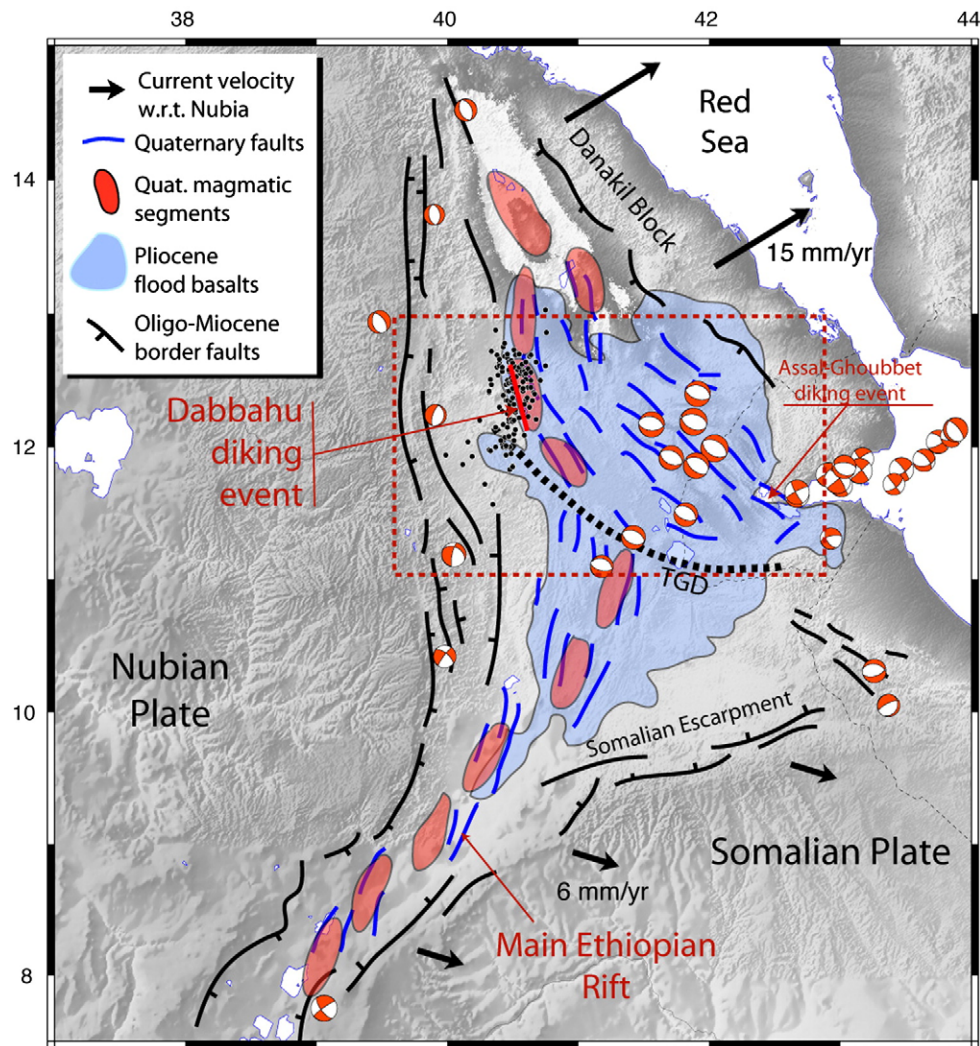 38
40
42
44
14
12
10
8
Current velocity
w.r.t. Nubia
Quaternary faults
Quat. magmatic
segments
Pliocene
flood basalts
Oligo-Miocene
border faults
Red
Sea
Danakil Block
15 mm/yr
Assal-Ghoubbet
diking event
Dabbahu
diking
event
TGD
Nubian
Plate
Somalian Escarpment
Somalian Plate
6 mm/yr
Main Ethiopian
Rift